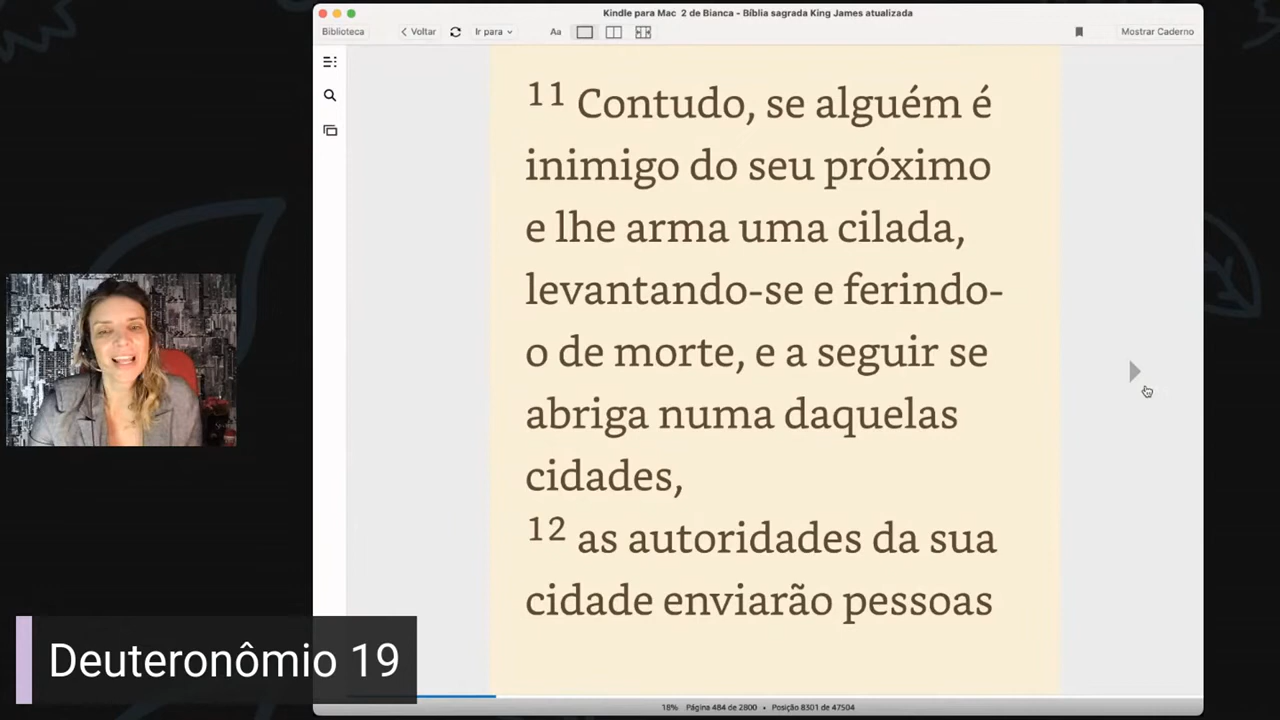 Kindle para Mac 2 de Bianca - Bíblia sagrada King James atualizada
Biblioteca
Voltar
Ir para
Aa
Mostrar Caderno
11 Contudo, se alguém é
inimigo do seu próximo
e lhe arma uma cilada,
levantando-se e ferindo-
o de morte, e a seguir se
abriga numa daquelas
cidades,
12 as autoridades da sua
cidade enviarão pessoas
Deuteronômio 19
18% Página 484 de 2800 • Posição 8301 de 47504